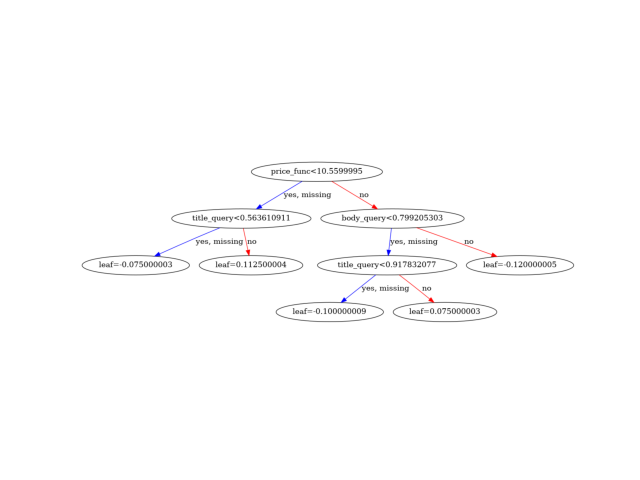 price_func<10.5599995
yes, missing
no
title_query<0.563610911
body_query<0.799205303
yes, missing
no
yes, missing
no
leaf=-0.075000003
leaf=0.112500004
title_query<0.917832077
leaf=-0.120000005
yes, missing
no
leaf=-0.100000009
leaf=0.075000003